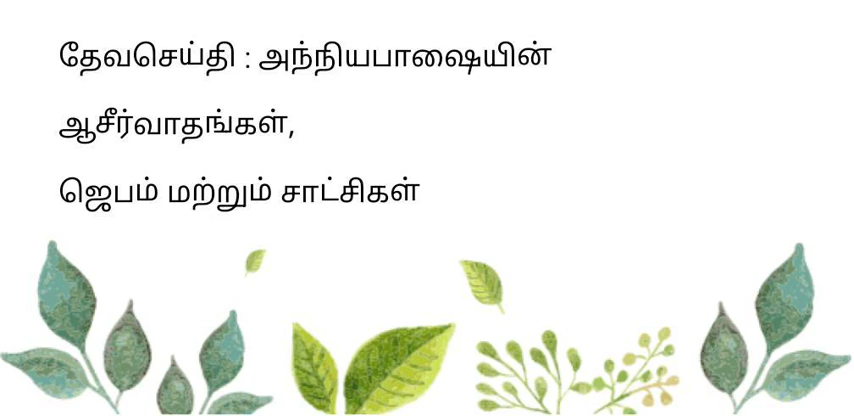 தேவசெய்தி : அந்நியபாஷையின்
ஆசீர்வாதங்கள்,
ஜெபம் மற்றும் சாட்சிகள்